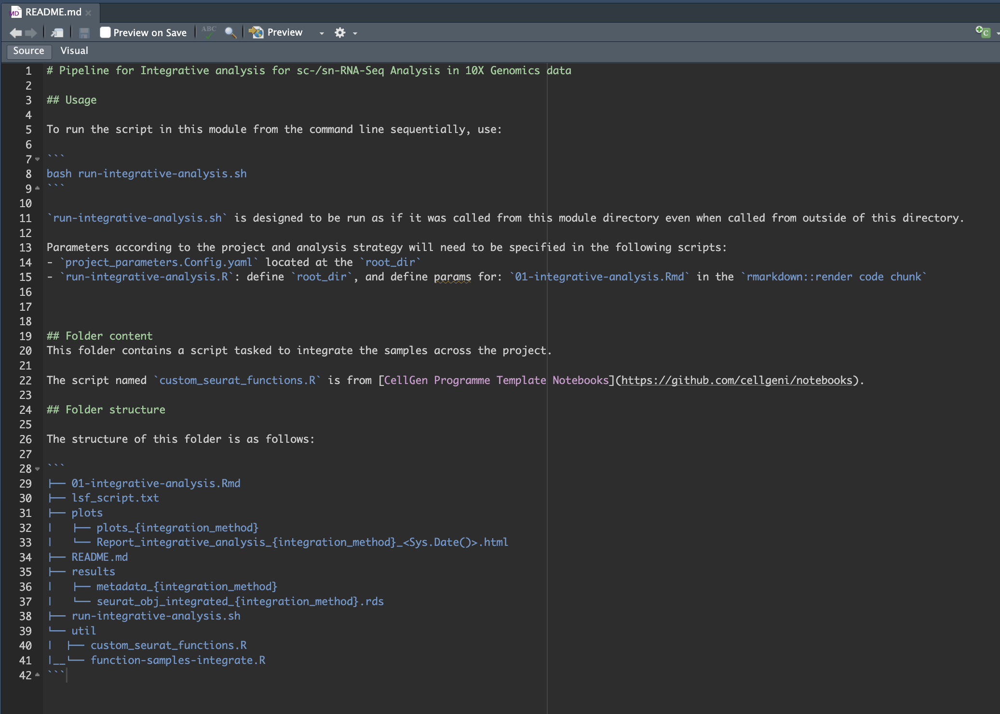 README.md
Preview on Save
ABC
Preview
Source Visual
1 # Pipeline for Integrative analysis for sc-/sn-RNA-Seq Analysis in 10X Genomics data
2
3 ## Usage
4
5 To run the script in this module from the command line sequentially, use:
6
7 ```
8 bash run-integrative-analysis.sh
9 ```
10
11 `run-integrative-analysis.sh` is designed to be run as if it was called from this module directory even when called from outside of this directory.
12
13 Parameters according to the project and analysis strategy will need to be specified in the following scripts:
14 - `project_parameters.Config.yaml` located at the `root_dir`
15 - `run-integrative-analysis.R`: define `root_dir`, and define params for: `01-integrative-analysis.Rmd` in the `rmarkdown::render code chunk`
16
17
18
19 ## Folder content
20 This folder contains a script tasked to integrate the samples across the project.
21
22 The script named `custom_seurat_functions.R` is from [CellGen Programme Template Notebooks](https://github.com/cellgeni/notebooks).
23
24 ## Folder structure
25
26 The structure of this folder is as follows:
27
28 ```
29 ├── 01-integrative-analysis.Rmd
30 ├── lsf_script.txt
31 ├── plots
32 |   ├── plots_{integration_method}
33 |   └── Report_integrative_analysis_{integration_method}_<Sys.Date()>.html
34 ├── README.md
35 ├── results
36 |   ├── metadata_{integration_method}
37 |   └── seurat_obj_integrated_{integration_method}.rds
38 ├── run-integrative-analysis.sh
39 └── util
40 |  ├── custom_seurat_functions.R
41 |__└── function-samples-integrate.R
42 ```